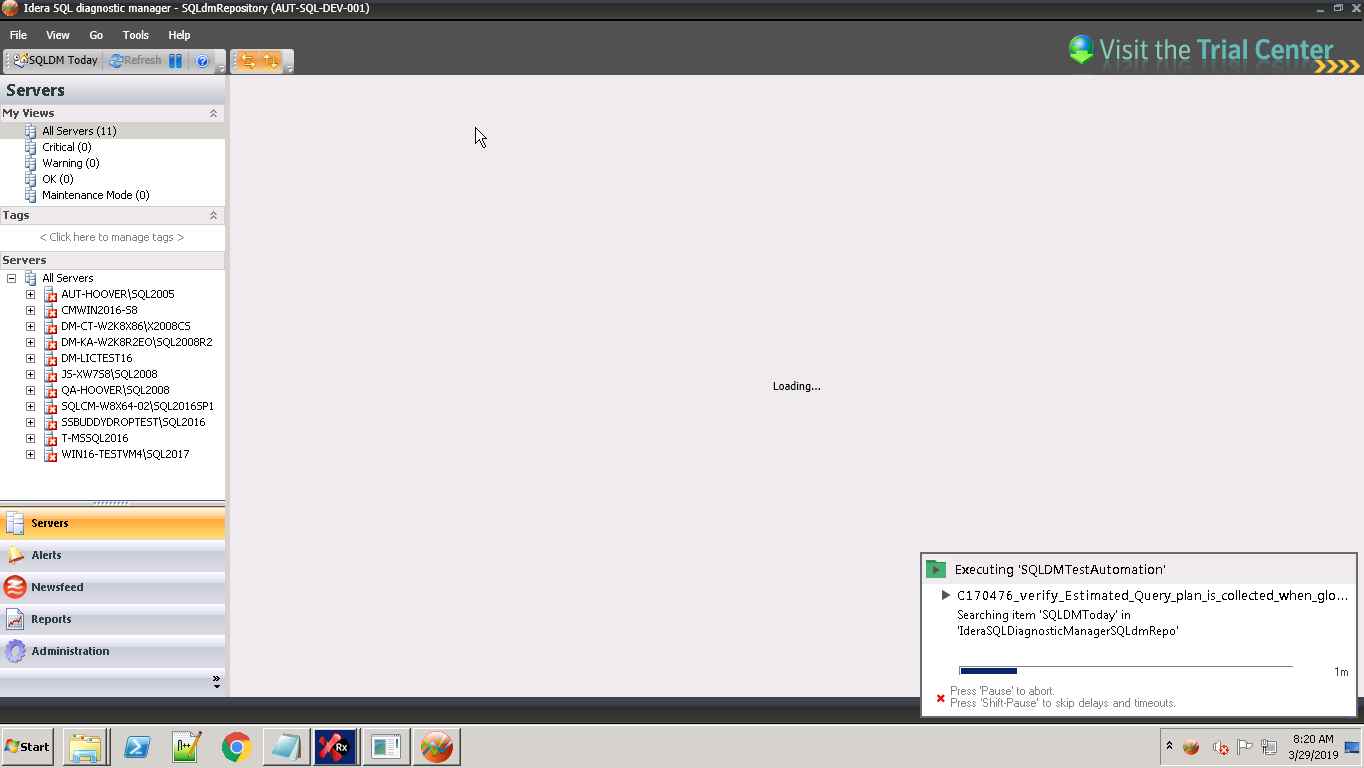 Idera SQL diagnostic manager - SQLdmRepository (AUT-SQL-DEV-001)
File View Go Tools Help
SQLDM Today Refresh
Visit the Trial Center
Servers
My Views
All Servers (11)
Critical (0)
Warning (0)
OK (0)
Maintenance Mode (0)
Tags
< Click here to manage tags >
Servers
All Servers
AUT-HOOVER\SQL2005
CMWIN2016-S8
DM-CT-W2K8X86\X2008CS
DM-KA-W2K8R2EO\SQL2008R2
DM-LICTEST16
JS-XW7S8\SQL2008
QA-HOOVER\SQL2008
SQLCM-W8X64-02\SQL2016SP1
SSBUDDYDROPTEST\SQL2016
T-MSSQL2016
WIN16-TESTVM4\SQL2017
Servers
Alerts
Newsfeed
Reports
Administration
Loading...
Executing 'SQLDMTestAutomation'
C170476_verify_Estimated_Query_plan_is_collected_when_glo...
Searching item 'SQLDMToday' in
'IderaSQLDiagnosticManagerSQLdmRepo'
1m
Press 'Pause' to abort.
Press 'Shift-Pause' to skip delays and timeouts.
Start
n++
Rx
8:20 AM
3/29/2019